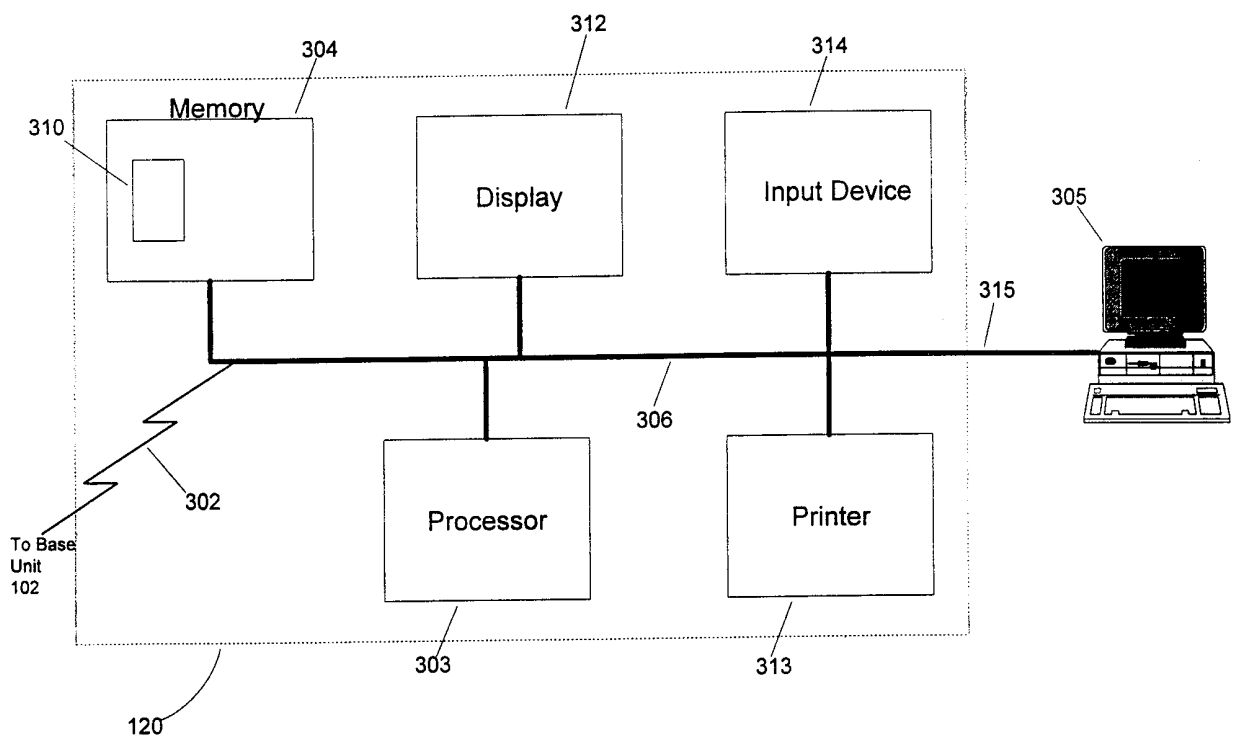 312
304
314
Memory
310
Display
Input Device
305
315
306
302
Processor
Printer
To Base
Unit
102
303
313
120